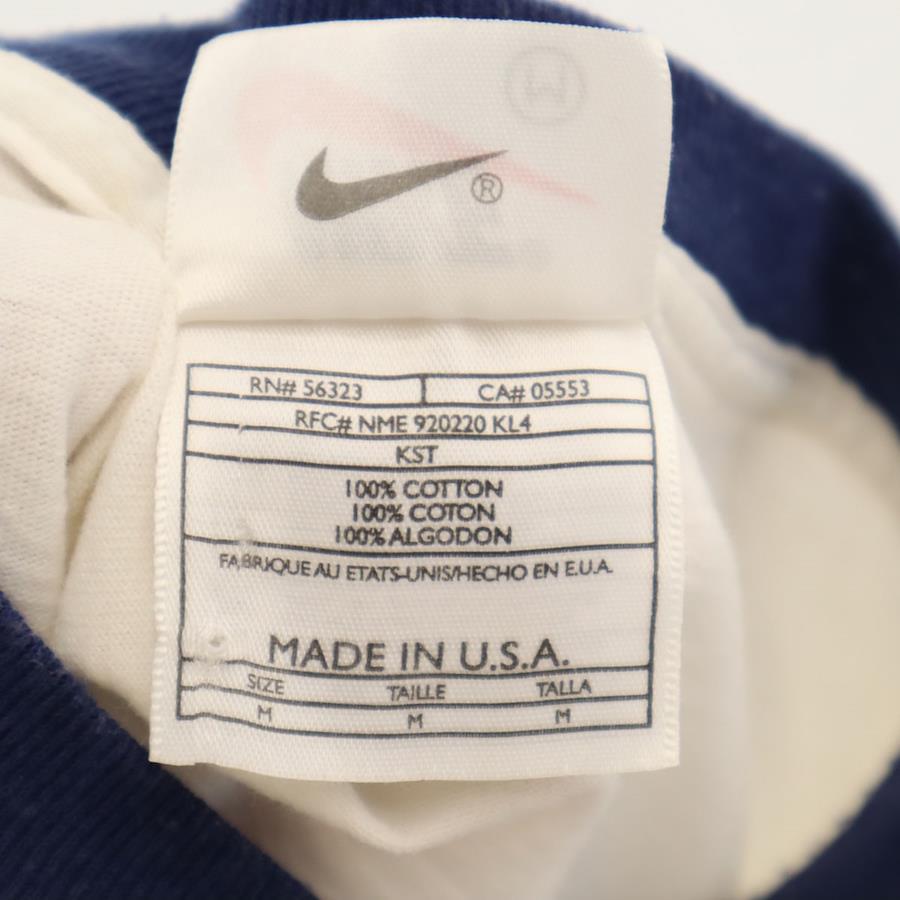 M
®
RN# 56323 CA# 05553
RFC# NME 920220 KL4
KST
100% COTTON
100% COTON
100% ALGODON
FABRIQUE AU ETATS-UNIS/HECHO EN E.U.A.
MADE IN U.S.A.
SIZE TAILLE TALLA
M M M